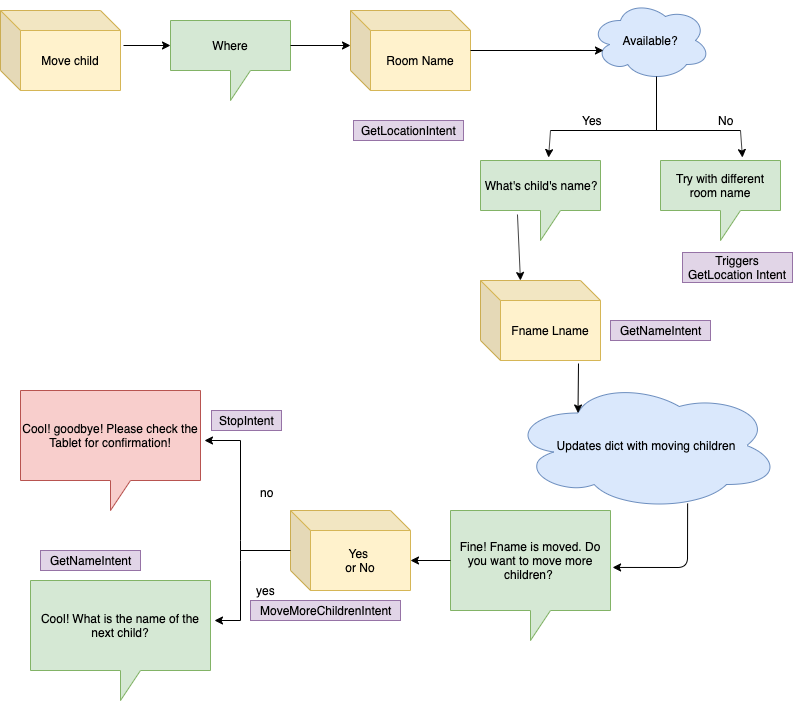 Move child
Where
Room Name
Available?
GetLocationIntent
Yes
No
What's child's name?
Try with different
room name
Triggers
GetLocation Intent
Fname Lname
GetNameIntent
Updates dict with moving children
Fine! Fname is moved. Do
you want to move more
children?
Yes
or No
MoveMoreChildrenIntent
no
yes
StopIntent
Cool! goodbye! Please check the
Tablet for confirmation!
GetNameIntent
Cool! What is the name of the
next child?